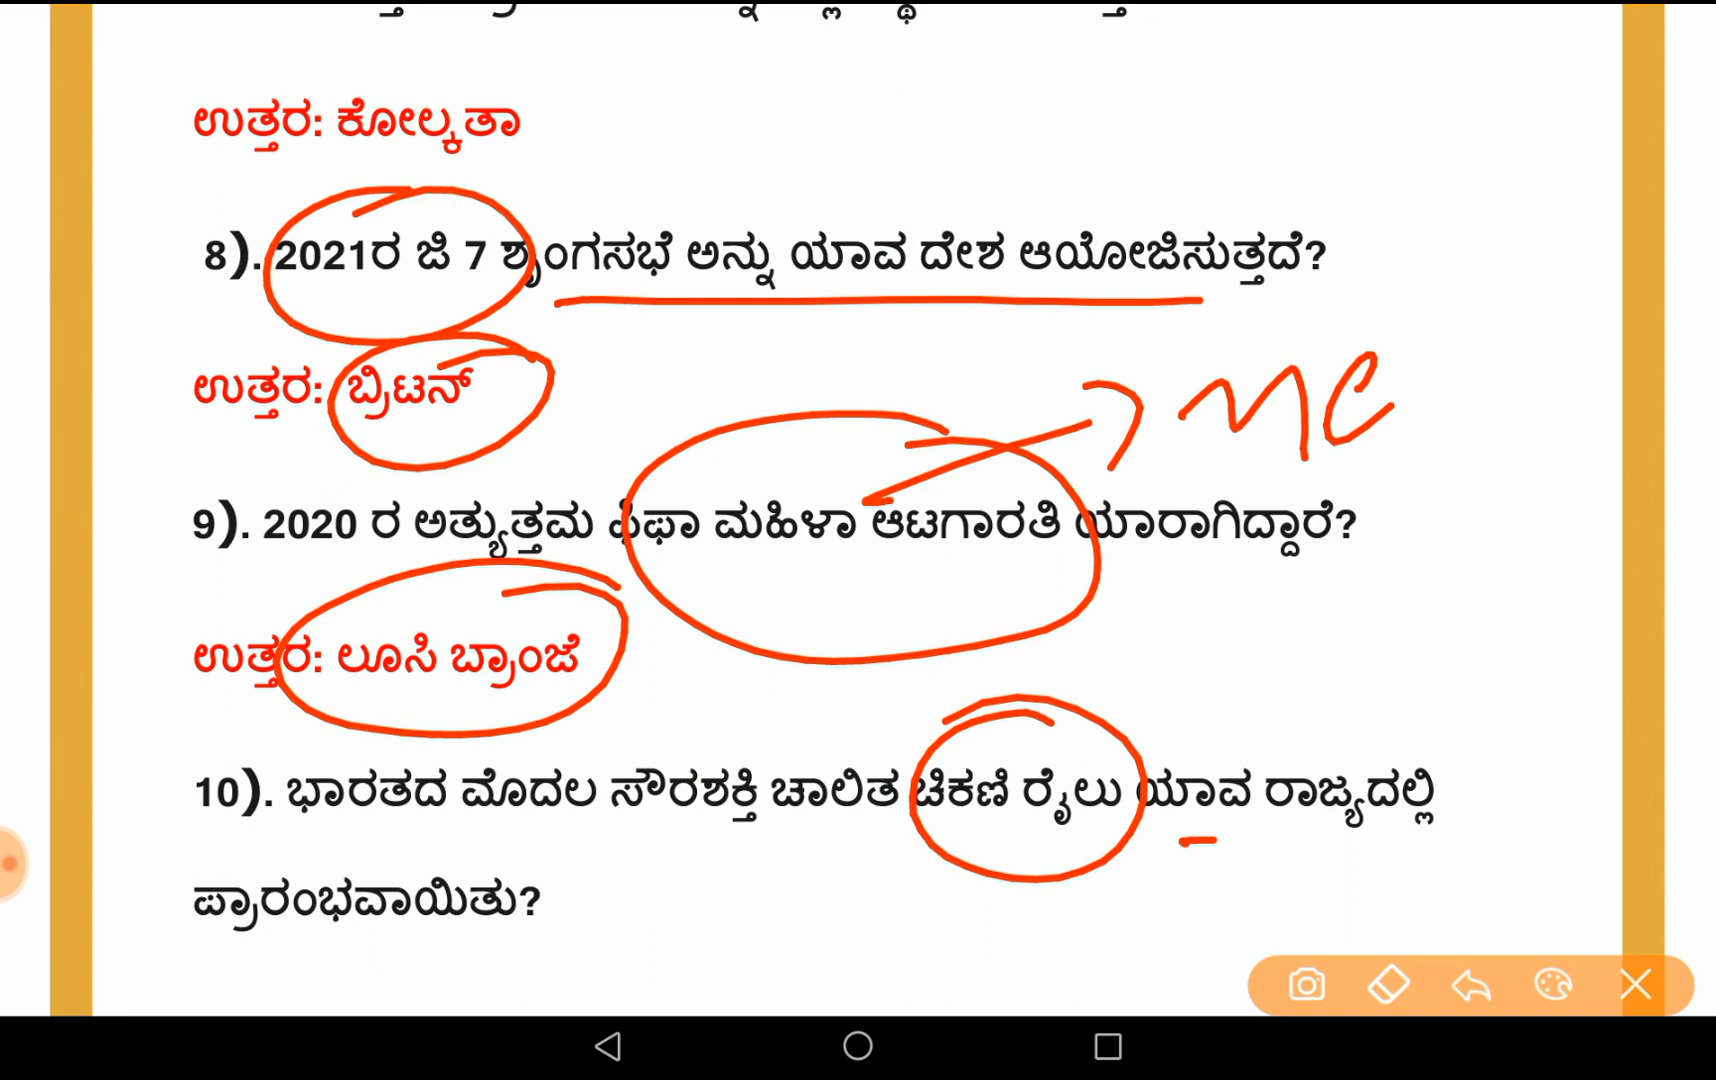 ಉತ್ತರ: ಕೋಲ್ಕತಾ
8). 2021ರ ಜಿ 7 ಶೃಂಗಸಭೆ ಅನ್ನು ಯಾವ ದೇಶ ಆಯೋಜಿಸುತ್ತದೆ?
ಉತ್ತರ: ಬ್ರಿಟನ್
9). 2020 ರ ಅತ್ಯುತ್ತಮ ಫಿಫಾ ಮಹಿಳಾ ಆಟಗಾರತಿ ಯಾರಾಗಿದ್ದಾರೆ?
ಉತ್ತರ: ಲೂಸಿ ಬ್ರಾಂಜೆ
10). ಭಾರತದ ಮೊದಲ ಸೌರಶಕ್ತಿ ಚಾಲಿತ ಚಿಕಣಿ ರೈಲು ಯಾವ ರಾಜ್ಯದಲ್ಲಿ
ಪ್ರಾರಂಭವಾಯಿತು?